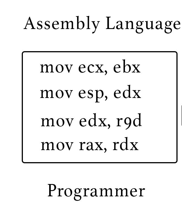 Assembly Language
mov ecx, ebx
mov esp, edx
mov edx, r9d
mov rax, rdx
Programmer